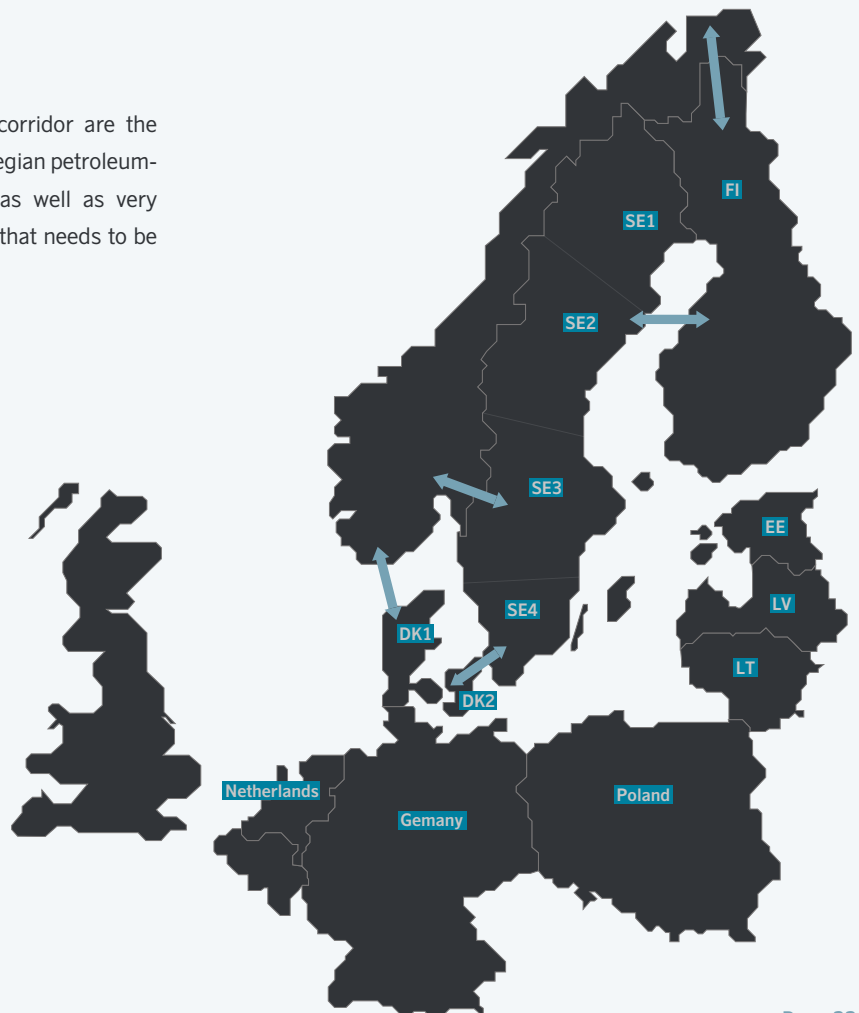 corridor are the
egian petroleum-
as well as very
that needs to be
FI
SE1
SE2
SE3
EE
SE4
LV
DK1
LT
DK2
Netherlands
Poland
Gemany